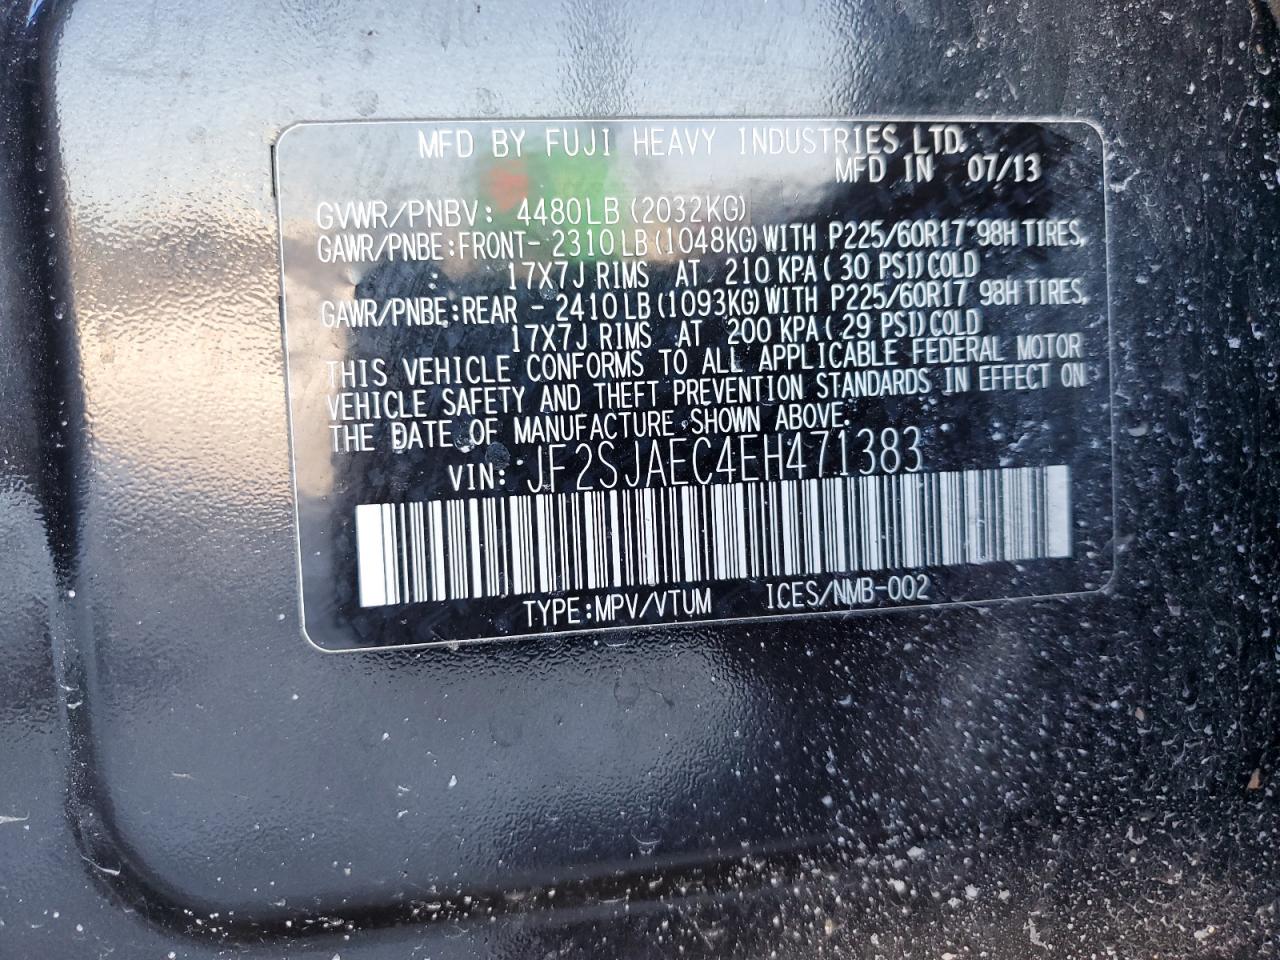 MFD BY FUJI HEAVY INDUSTRIES LTD.
MFD IN 07/13
GVWR/PNBV: 4480LB (2032KG)
GAWR/PNBE:FRONT- 2310LB (1048KG) WITH P225/60R17 98H TIRES,
17X7J RIMS AT 210 KPA( 30 PSI) COLD
GAWR/PNBE:REAR - 2410LB (1093KG) WITH P225/60R17 98H TIRES,
17X7J RIMS AT 200 KPA( 29 PSI) COLD
THIS VEHICLE CONFORMS TO ALL APPLICABLE FEDERAL MOTOR
VEHICLE SAFETY AND THEFT PREVENTION STANDARDS IN EFFECT ON
THE DATE OF MANUFACTURE SHOWN ABOVE.
VIN: JF2SJAEC4EH471383
TYPE:MPV/VTUM ICES/NMB-002